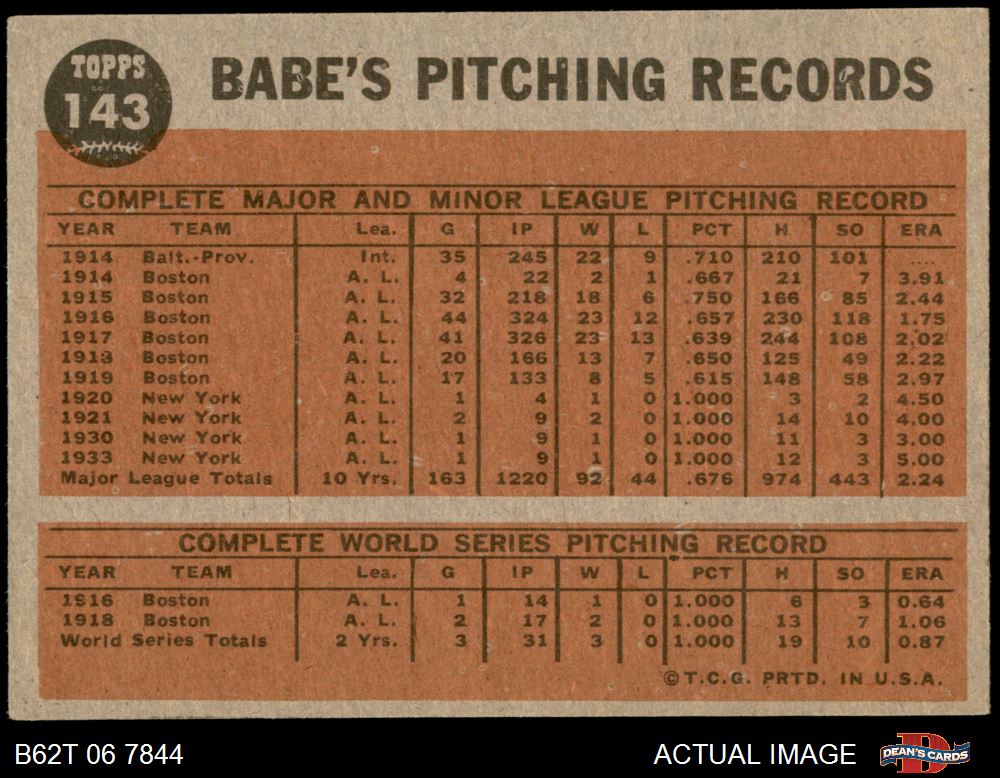 TOPPS
143
BABE'S PITCHING RECORDS
COMPLETE MAJOR AND MINOR LEAGUE PITCHING RECORD
YEAR TEAM Lea. G IP W L PCT H SO ERA
1914 Balt.-Prov. Int. 35 245 22 9 .710 210 101 ....
1914 Boston A. L. 4 22 2 1 .667 21 7 3.91
1915 Boston A. L. 32 218 18 6 .750 166 85 2.44
1916 Boston A. L. 44 324 23 12 .657 230 118 1.75
1917 Boston A. L. 41 326 23 13 .639 244 108 2.02
1918 Boston A. L. 20 166 13 7 .650 125 49 2.22
1919 Boston A. L. 17 133 8 5 .615 148 58 2.97
1920 New York A. L. 1 4 1 0 1.000 3 2 4.50
1921 New York A. L. 2 9 2 0 1.000 14 10 4.00
1930 New York A. L. 1 9 1 0 1.000 11 3 3.00
1933 New York A. L. 1 9 1 0 1.000 12 3 5.00
Major League Totals 10 Yrs. 163 1220 92 44 .676 974 443 2.24
COMPLETE WORLD SERIES PITCHING RECORD
YEAR TEAM Lea. G IP W L PCT H SO ERA
1916 Boston A. L. 1 14 1 0 1.000 6 3 0.64
1918 Boston A. L. 2 17 2 0 1.000 13 7 1.06
World Series Totals 2 Yrs. 3 31 3 0 1.000 19 10 0.87
©T.C.G. PRTD. IN U.S.A.
B62T 06 7844
ACTUAL IMAGE
DEAN'S CARDS